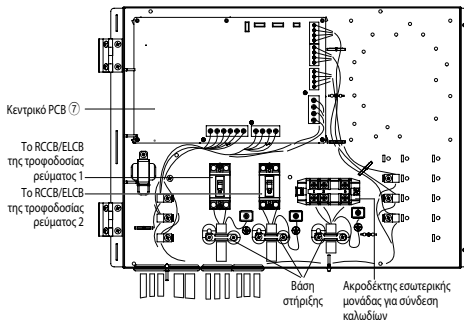 Κεντρικό PCB ⑦
Το RCCB/ELCB
της τροφοδοσίας
ρεύματος 1
Το RCCB/ELCB
της τροφοδοσίας
ρεύματος 2
Βάση
στήριξης
Ακροδέκτης εσωτερικής
μονάδας για σύνδεση
καλωδίων